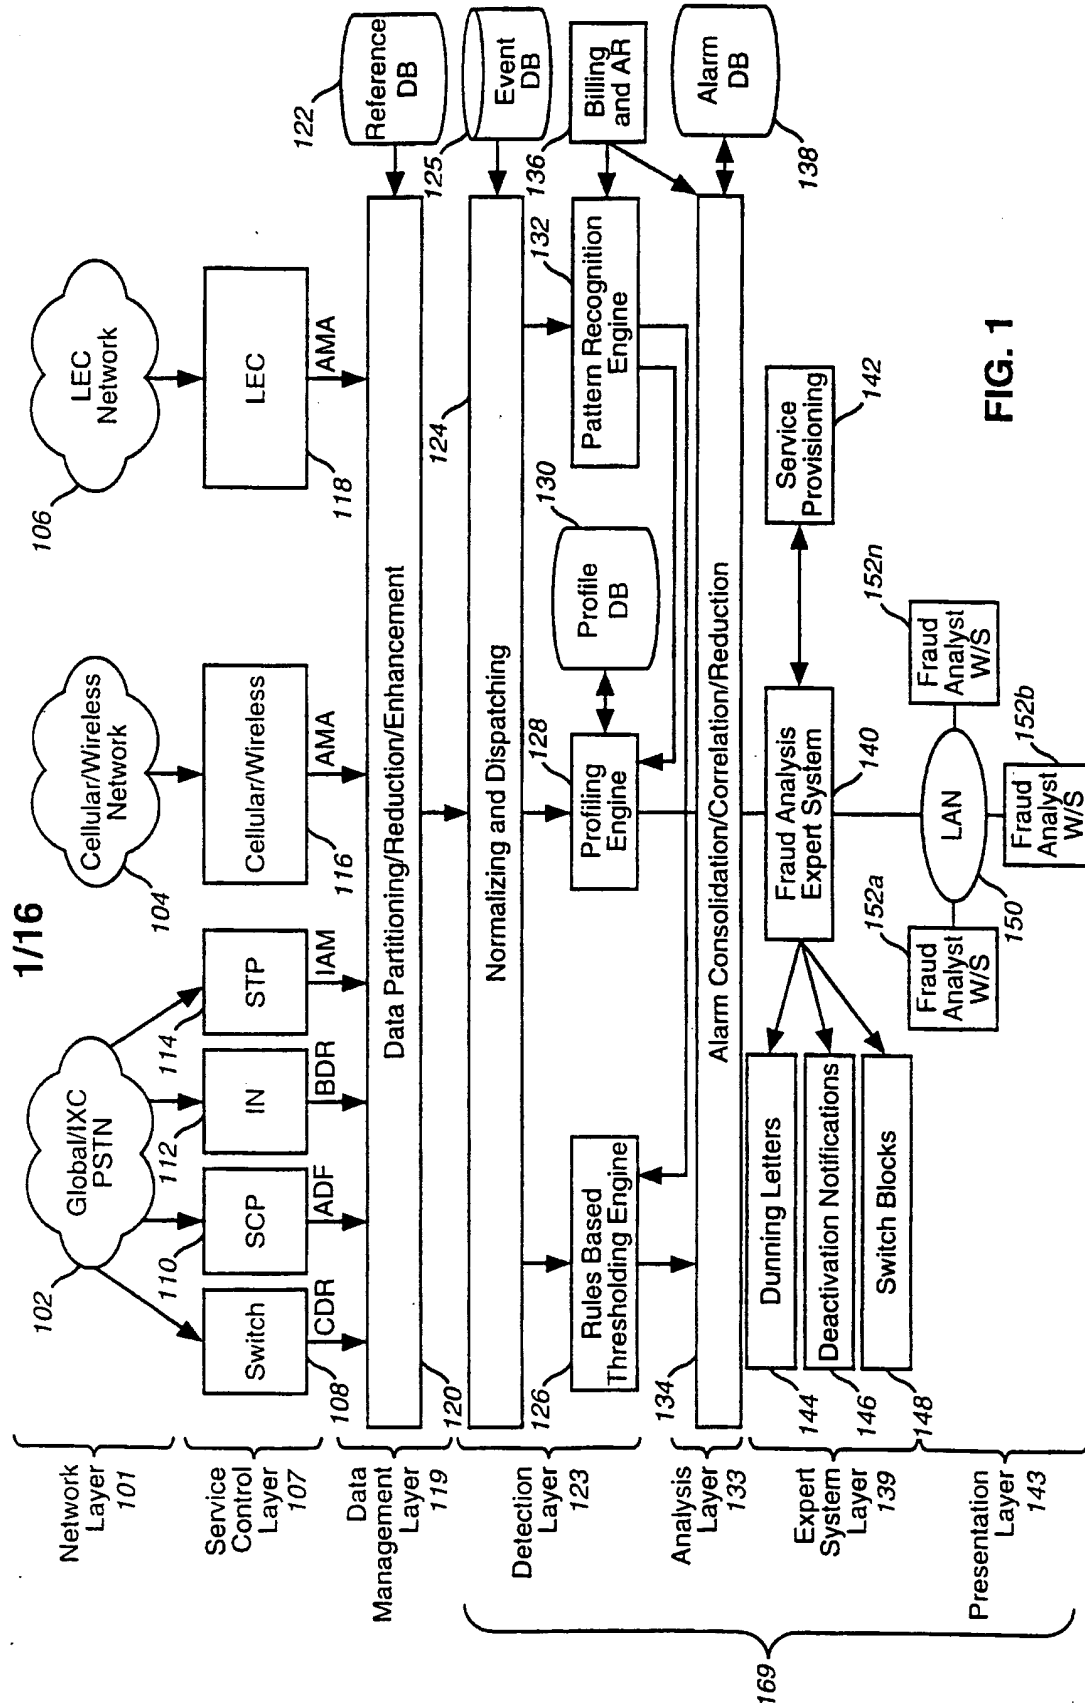 1/16
Network
Layer
101
Global/IXC
PSTN
102
Cellular/Wireless
Network
104
LEC
Network
106
Service
Control
Layer
107
Switch
108
SCP
110
IN
112
STP
114
Cellular/Wireless
116
LEC
118
CDR
ADF
BDR
IAM
AMA
AMA
Data
Management
Layer
119
Data Partitioning/Reduction/Enhancement
120
Reference
DB
122
Detection
Layer
123
Normalizing and Dispatching
124
Event
DB
125
Rules Based
Thresholding Engine
126
Profiling
Engine
128
Profile
DB
130
Pattern Recognition
Engine
132
Billing
and AR
136
Analysis
Layer
133
Alarm Consolidation/Correlation/Reduction
134
Alarm
DB
138
Expert
System
Layer
139
Dunning Letters
144
Deactivation Notifications
146
Switch Blocks
148
Fraud Analysis
Expert System
140
Service
Provisioning
142
Presentation
Layer
143
Fraud
Analyst
W/S
152a
LAN
150
Fraud
Analyst
W/S
152b
Fraud
Analyst
W/S
152n
169
FIG. 1